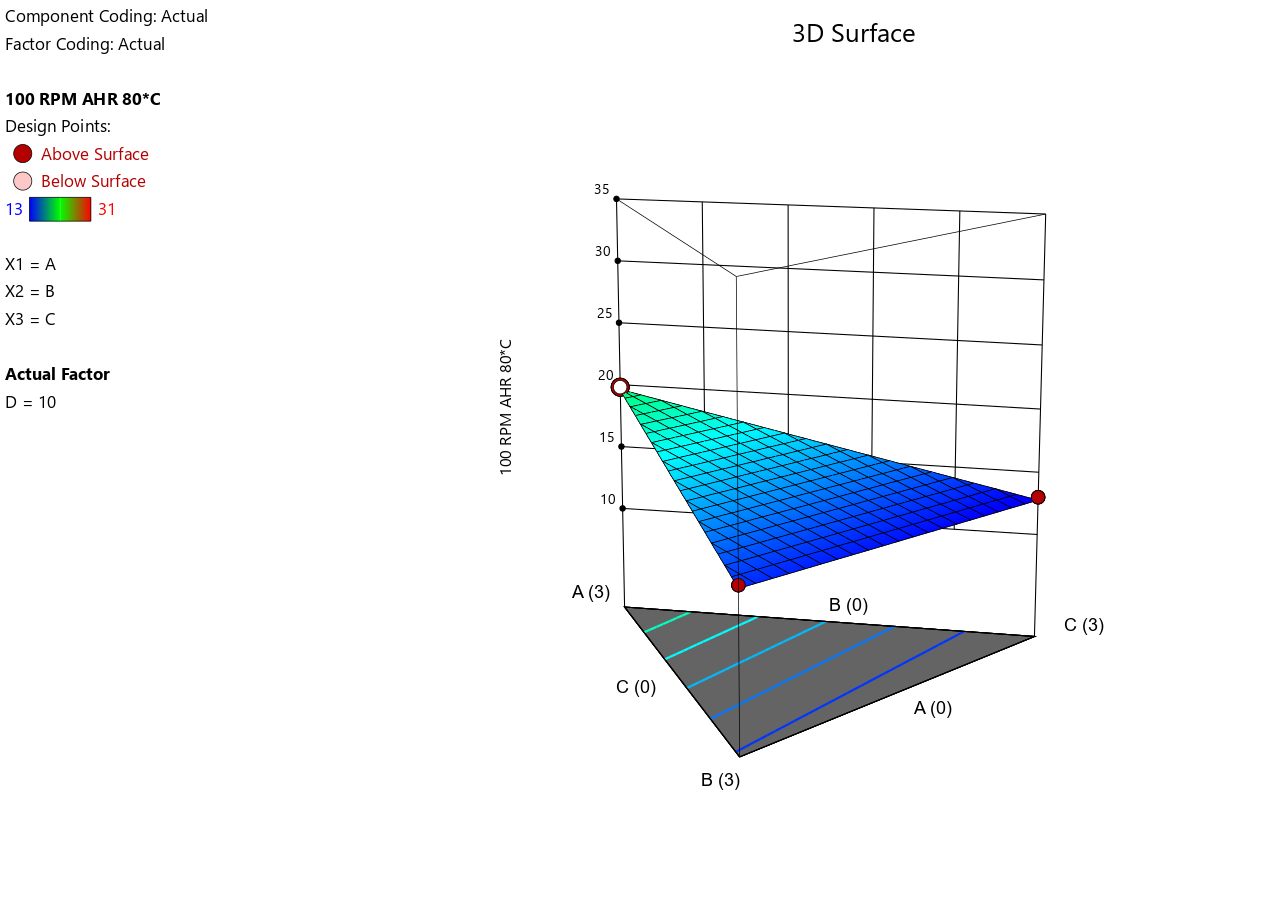 Component Coding: Actual
Factor Coding: Actual
3D Surface
100 RPM AHR 80*C
Design Points:
Above Surface
Below Surface
13 31
X1 = A
X2 = B
X3 = C
Actual Factor
D = 10
35
30
25
20
15
10
100 RPM AHR 80*C
A (3)
B (0)
C (3)
C (0)
A (0)
B (3)